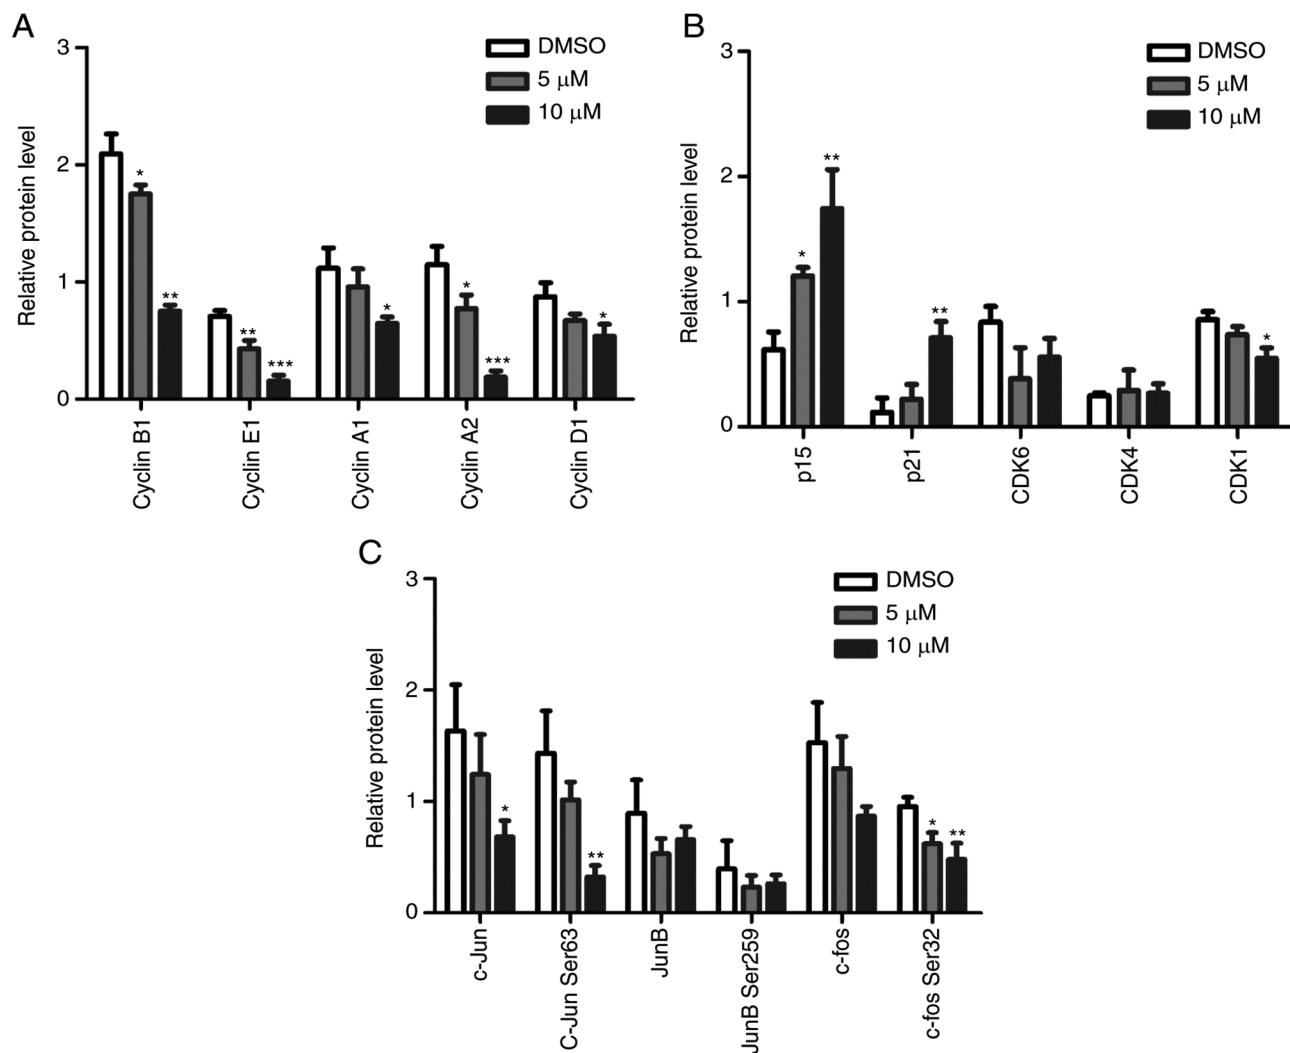 A
DMSO
5 μM
10 μM
Relative protein level
3
2
1
0
*
**
**
***
*
*
***
*
Cyclin B1
Cyclin E1
Cyclin A1
Cyclin A2
Cyclin D1
B
DMSO
5 μM
10 μM
Relative protein level
3
2
1
0
*
**
**
*
p15
p21
CDK6
CDK4
CDK1
C
DMSO
5 μM
10 μM
Relative protein level
3
2
1
0
*
**
*
**
c-Jun
C-Jun Ser63
JunB
JunB Ser259
c-fos
c-fos Ser32